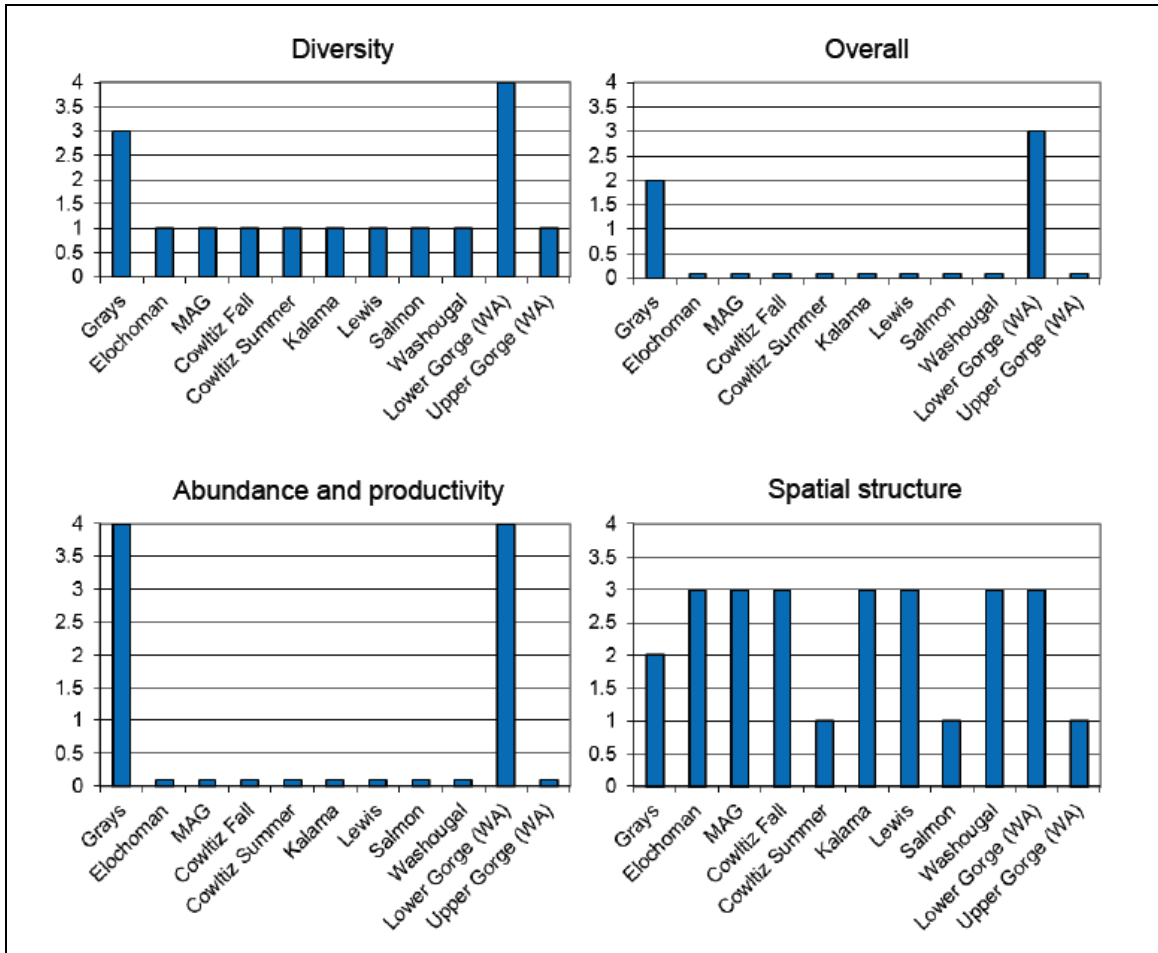 Diversity
4
3.5
3
2.5
2
1.5
1
0.5
0
Grays
Elochoman
MAG
Cowltiz Fall
Cowltiz Summer
Kalama
Lewis
Salmon
Washougal
Lower Gorge (WA)
Upper Gorge (WA)
Overall
4
3.5
3
2.5
2
1.5
1
0.5
0
Grays
Elochoman
MAG
Cowltiz Fall
Cowltiz Summer
Kalama
Lewis
Salmon
Washougal
Lower Gorge (WA)
Upper Gorge (WA)
Abundance and productivity
4
3.5
3
2.5
2
1.5
1
0.5
0
Grays
Elochoman
MAG
Cowltiz Fall
Cowltiz Summer
Kalama
Lewis
Salmon
Washougal
Lower Gorge (WA)
Upper Gorge (WA)
Spatial structure
4
3.5
3
2.5
2
1.5
1
0.5
0
Grays
Elochoman
MAG
Cowltiz Fall
Cowltiz Summer
Kalama
Lewis
Salmon
Washougal
Lower Gorge (WA)
Upper Gorge (WA)